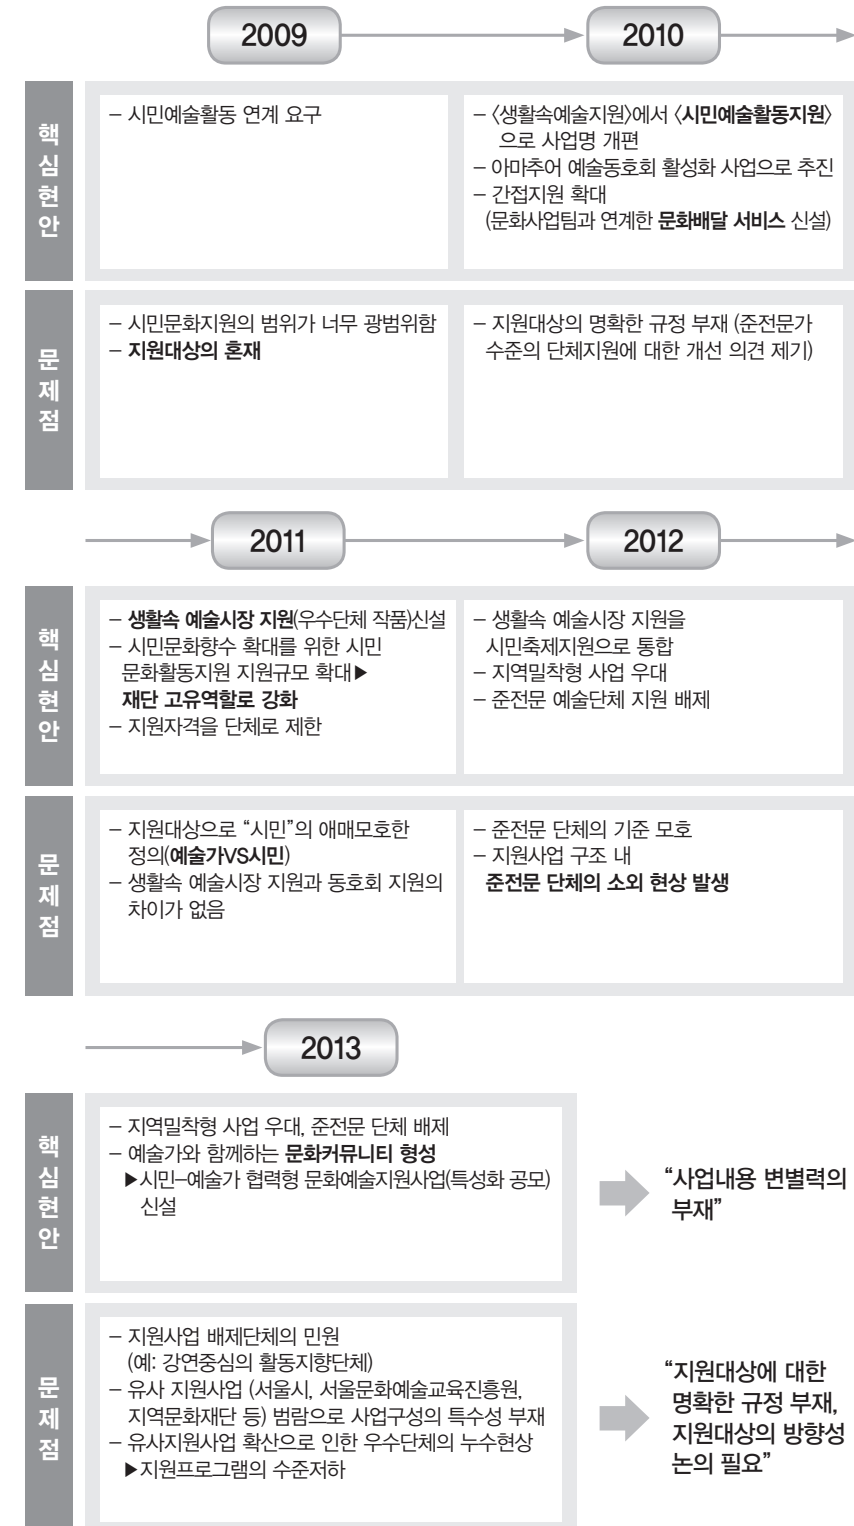 2009
2010
핵심현안
– 시민예술활동 연계 요구
– 〈생활속예술지원〉에서 〈시민예술활동지원〉
으로 사업명 개편
– 아마추어 예술동호회 활성화 사업으로 추진
– 간접지원 확대
(문화사업팀과 연계한 문화배달 서비스 신설)
문제점
– 시민문화지원의 범위가 너무 광범위함
– 지원대상의 혼재
– 지원대상의 명확한 규정 부재 (준전문가
수준의 단체지원에 대한 개선 의견 제기)
2011
2012
핵심현안
– 생활속 예술시장 지원(우수단체 작품)신설
– 시민문화향수 확대를 위한 시민
문화활동지원 지원규모 확대▶
재단 고유역할로 강화
– 지원자격을 단체로 제한
– 생활속 예술시장 지원을
시민축제지원으로 통합
– 지역밀착형 사업 우대
– 준전문 예술단체 지원 배제
문제점
– 지원대상으로 “시민”의 애매모호한
정의(예술가VS시민)
– 생활속 예술시장 지원과 동호회 지원의
차이가 없음
– 준전문 단체의 기준 모호
– 지원사업 구조 내
준전문 단체의 소외 현상 발생
2013
핵심현안
– 지역밀착형 사업 우대, 준전문 단체 배제
– 예술가와 함께하는 문화커뮤니티 형성
▶시민–예술가 협력형 문화예술지원사업(특성화 공모)
신설
“사업내용 변별력의
부재”
문제점
– 지원사업 배제단체의 민원
(예: 강연중심의 활동지향단체)
– 유사 지원사업 (서울시, 서울문화예술교육진흥원,
지역문화재단 등) 범람으로 사업구성의 특수성 부재
– 유사지원사업 확산으로 인한 우수단체의 누수현상
▶지원프로그램의 수준저하
“지원대상에 대한
명확한 규정 부재,
지원대상의 방향성
논의 필요”